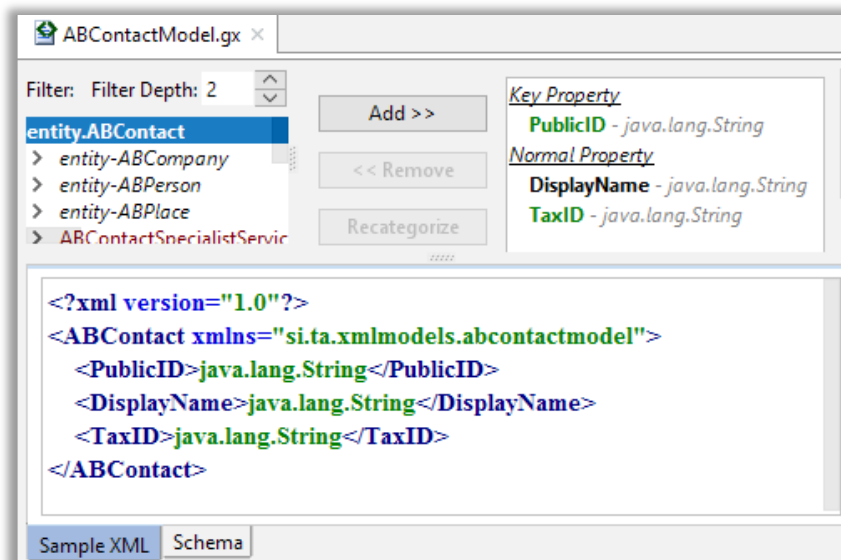 ABContactModel.gx
Filter: Filter Depth: 2
entity.ABContact
entity-ABCompany
entity-ABPerson
entity-ABPlace
ABContactSpecialistServic
Add >>
<< Remove
Recategorize
Key Property
PublicID - java.lang.String
Normal Property
DisplayName - java.lang.String
TaxID - java.lang.String
<?xml version="1.0"?>
<ABContact xmlns="si.ta.xmlmodels.abcontactmodel">
<PublicID>java.lang.String</PublicID>
<DisplayName>java.lang.String</DisplayName>
<TaxID>java.lang.String</TaxID>
</ABContact>
Sample XML Schema